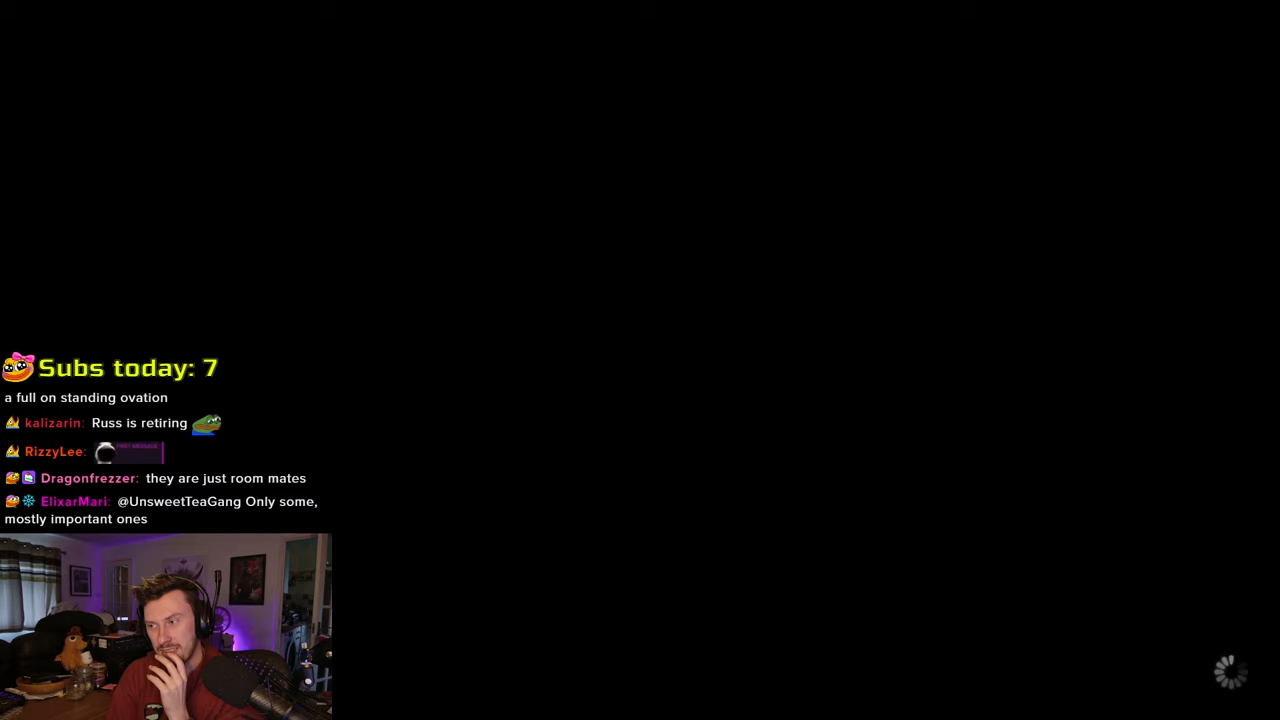 Subs today: 7
a full on standing ovation
kalizarin: Russ is retiring
RizzyLee:
Dragonfrezzer: they are just room mates
ElixarMari: @UnsweetTeaGang Only some,
mostly important ones